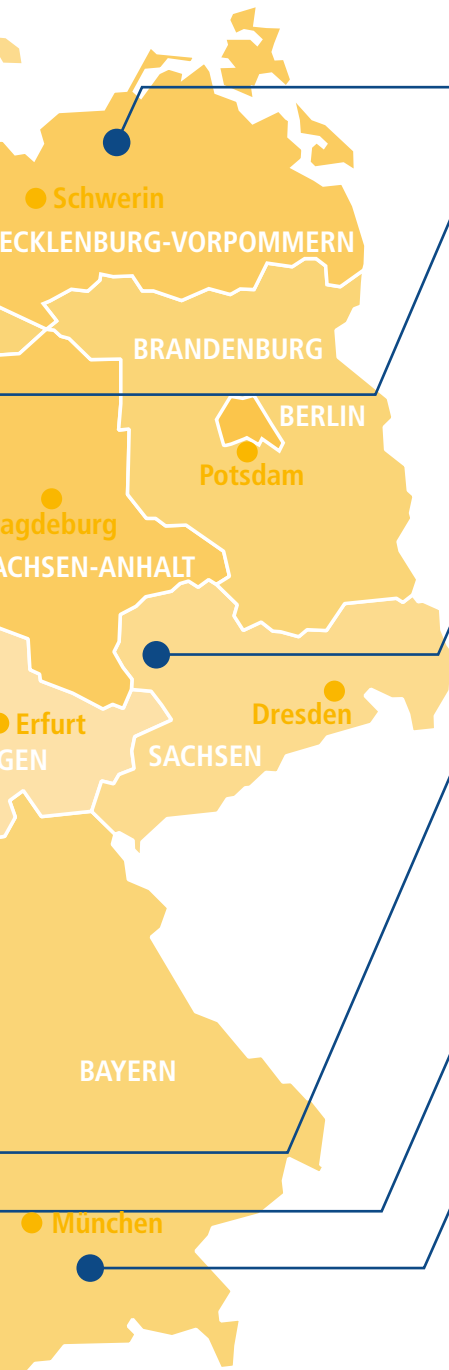 Schwerin
ECKLENBURG-VORPOMMERN
BRANDENBURG
BERLIN
Potsdam
agdeburg
ACHSEN-ANHALT
Dresden
Erfurt
SACHSEN
GEN
BAYERN
München